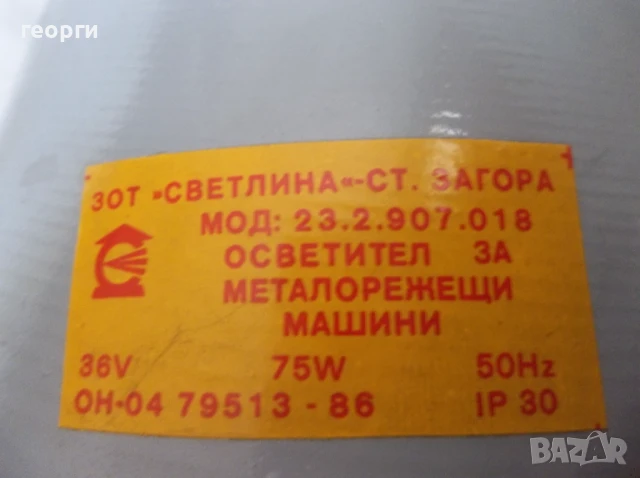 георги
ЗОТ »СВЕТЛИНА«-СТ. ЗАГОРА
МОД: 23.2.907.018
ОСВЕТИТЕЛ ЗА
МЕТАЛОРЕЖЕЩИ
МАШИНИ
36V 75W 50Hz
ОН-04 79513-86 IP 30
BAZAR